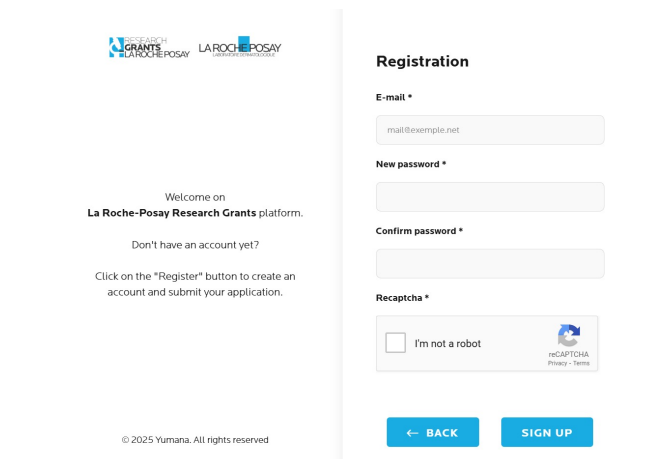 RESEARCH
GRANTS
LA ROCHE POSAY
LA ROCHE POSAY
LABORATOIRE DERMATOLOGIQUE
Welcome on
La Roche-Posay Research Grants platform.
Don't have an account yet?
Click on the "Register" button to create an
account and submit your application.
© 2025 Yumana. All rights reserved
Registration
E-mail *
mail@exemple.net
New password *
Confirm password *
Recaptcha *
I'm not a robot
reCAPTCHA
Privacy - Terms
← BACK
SIGN UP